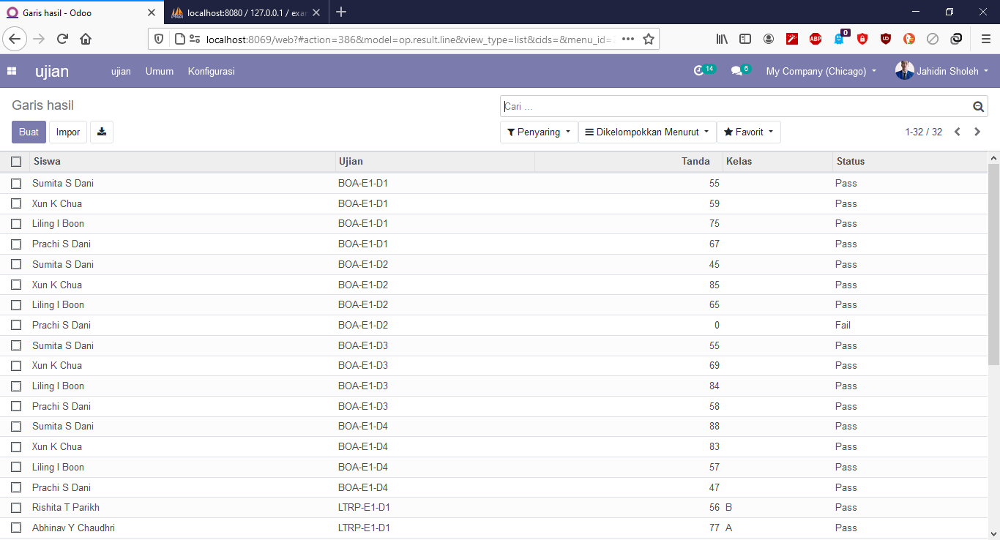 Garis hasil - Odoo
localhost:8080 / 127.0.0.1 / exar
localhost:8069/web?#action=386&model=op.result.line&view_type=list&cids=&menu_id=
ABP
0
ujian
ujian Umum Konfigurasi
14
6
My Company (Chicago)
Jahidin Sholeh
Garis hasil
Cari ...
Buat
Impor
Penyaring
Dikelompokkan Menurut
Favorit
1-32 / 32
Siswa Ujian Tanda Kelas Status
Sumita S Dani BOA-E1-D1 55 Pass
Xun K Chua BOA-E1-D1 59 Pass
Liling I Boon BOA-E1-D1 75 Pass
Prachi S Dani BOA-E1-D1 67 Pass
Sumita S Dani BOA-E1-D2 45 Pass
Xun K Chua BOA-E1-D2 85 Pass
Liling I Boon BOA-E1-D2 65 Pass
Prachi S Dani BOA-E1-D2 0 Fail
Sumita S Dani BOA-E1-D3 55 Pass
Xun K Chua BOA-E1-D3 69 Pass
Liling I Boon BOA-E1-D3 84 Pass
Prachi S Dani BOA-E1-D3 58 Pass
Sumita S Dani BOA-E1-D4 88 Pass
Xun K Chua BOA-E1-D4 83 Pass
Liling I Boon BOA-E1-D4 57 Pass
Prachi S Dani BOA-E1-D4 47 Pass
Rishita T Parikh LTRP-E1-D1 56 B Pass
Abhinav Y Chaudhri LTRP-E1-D1 77 A Pass